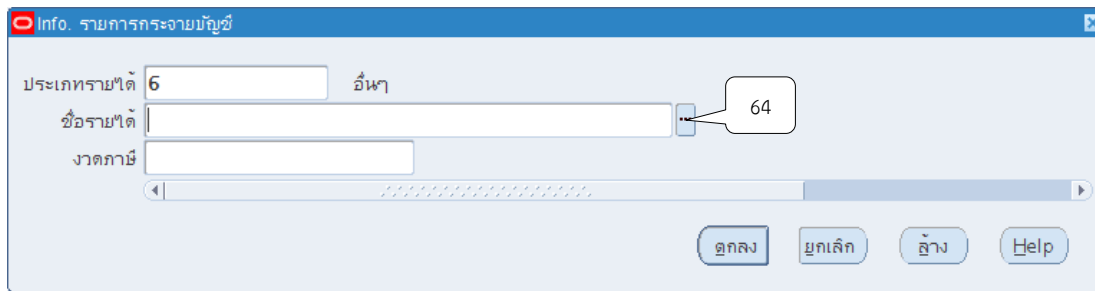 Info. รายการกระจายบัญชี
ประเภทรายได้ 6 อื่นๆ
ชื่อรายได้ ... 64
งวดภาษี
ตกลง ยกเลิก ล้าง Help